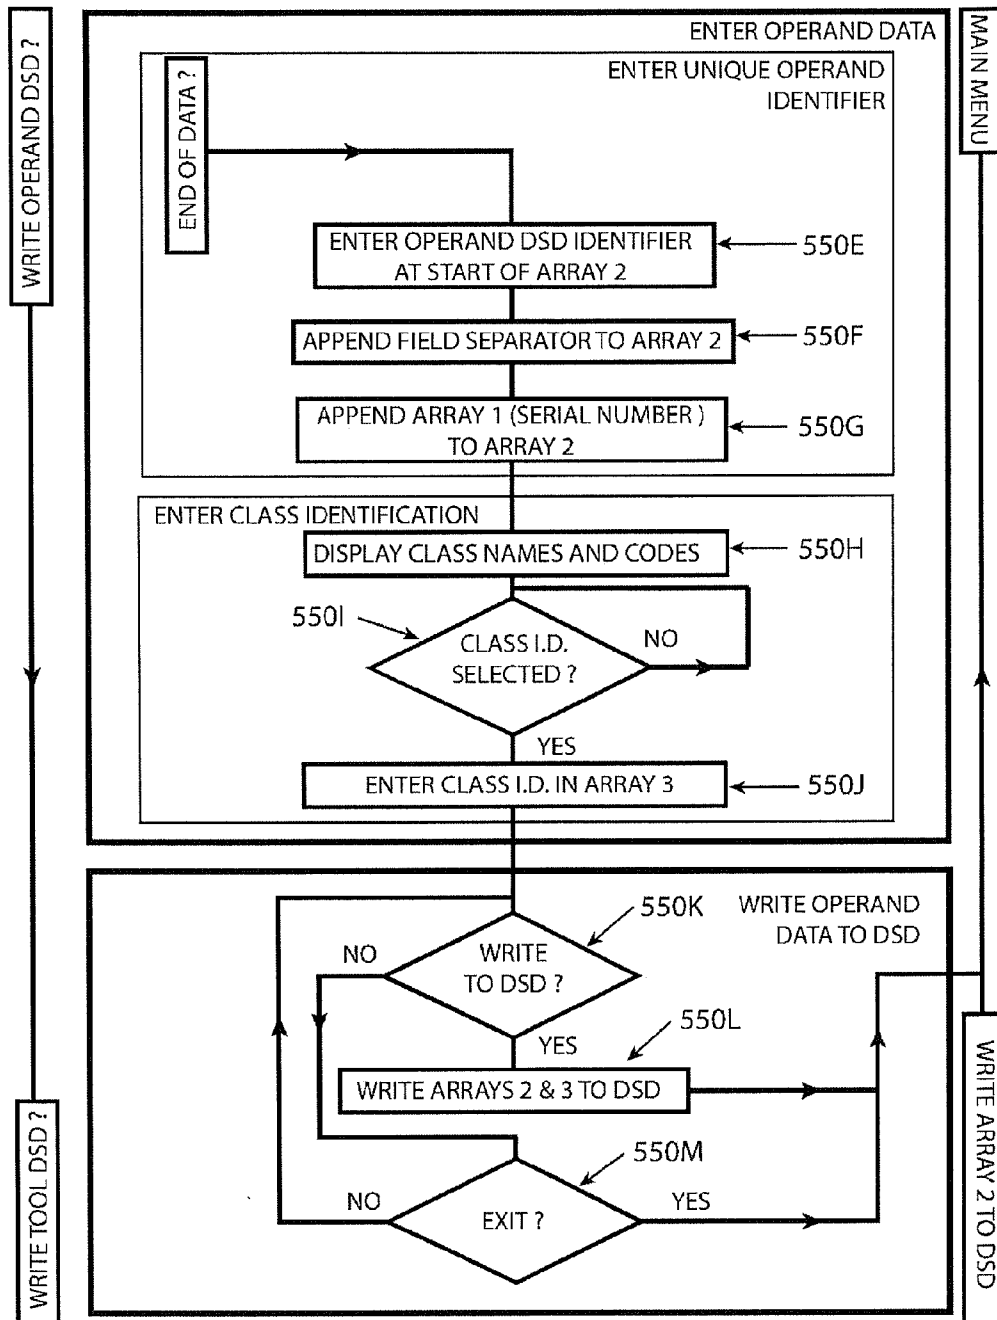 WRITE OPERAND DSD ?
ENTER OPERAND DATA
MAIN MENU
ENTER UNIQUE OPERAND
IDENTIFIER
END OF DATA ?
ENTER OPERAND DSD IDENTIFIER
AT START OF ARRAY 2
550E
APPEND FIELD SEPARATOR TO ARRAY 2
550F
APPEND ARRAY 1 (SERIAL NUMBER )
TO ARRAY 2
550G
ENTER CLASS IDENTIFICATION
DISPLAY CLASS NAMES AND CODES
550H
550I
CLASS I.D.
SELECTED ?
NO
YES
ENTER CLASS I.D. IN ARRAY 3
550J
550K
WRITE OPERAND
DATA TO DSD
NO
WRITE
TO DSD ?
YES
550L
WRITE ARRAYS 2 & 3 TO DSD
550M
NO
EXIT ?
YES
WRITE TOOL DSD ?
WRITE ARRAY 2 TO DSD